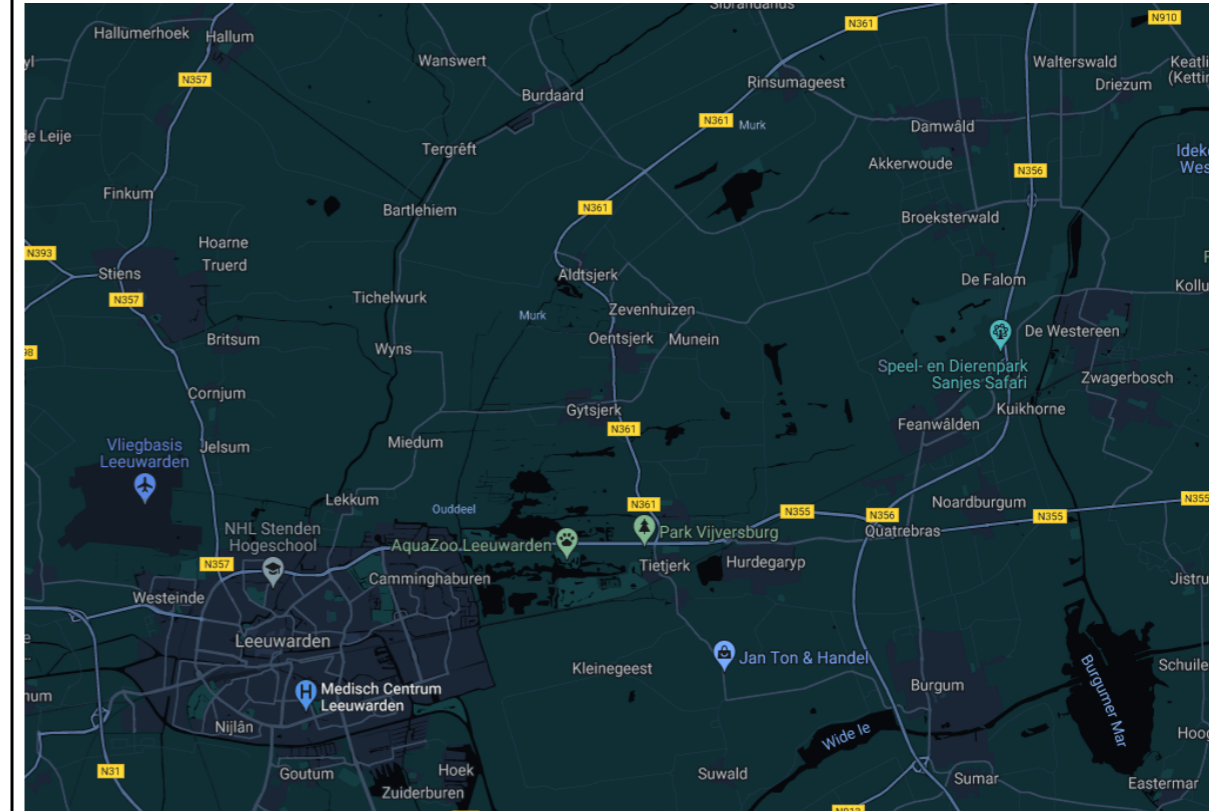 Sibrandahûs
N361
N910
Hallumerhoek
Hallum
Wanswert
Walterswald
N357
Rinsumageest
Driezum
Burdaard
N361
Murk
Damwâld
de Leije
Tergrêft
Akkerwoude
N356
Finkum
Bartlehiem
N361
Broeksterwald
Hoarne
N393
Truerd
Stiens
Aldtsjerk
De Falom
N357
Tichelwurk
Zevenhuizen
Murk
Britsum
Wyns
Oentsjerk
Munein
De Westereen
Speel- en Dierenpark
Sanjes Safari
Zwagerbosch
Cornjum
Gytsjerk
Kuikhorne
N361
Feanwâlden
Vliegbasis
Leeuwarden
Jelsum
Miedum
Lekkum
Ouddeel
N361
N355
N356
Noardburgum
N355
N355
NHL Stenden
Hogeschool
AquaZoo Leeuwarden
Park Vijversburg
Quatrebas
N357
Camminghaburen
Tietjerk
Hurdegaryp
Westeinde
Leeuwarden
Kleinegeest
Jan Ton & Handel
Burgum
Burgumer Mar
Medisch Centrum
Leeuwarden
Nijlân
Wide Ie
N31
Goutum
Hoek
Zuiderburen
Suwald
Sumar
Eastermar